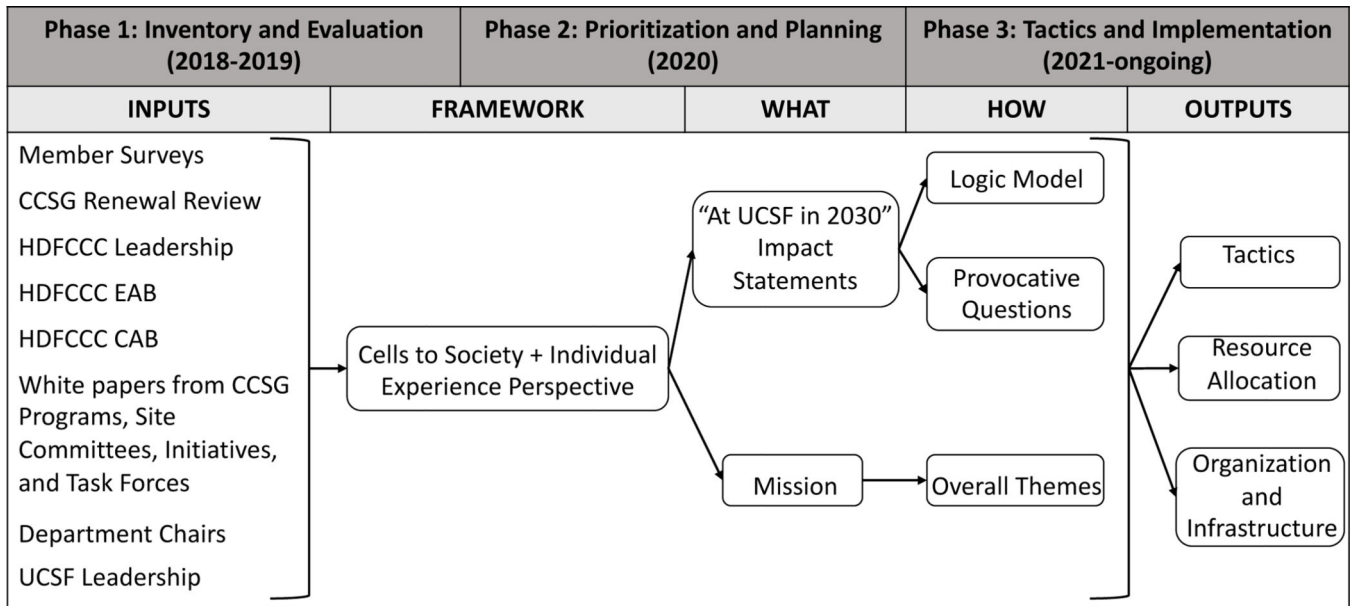 Phase 1: Inventory and Evaluation
(2018-2019)
Phase 2: Prioritization and Planning
(2020)
Phase 3: Tactics and Implementation
(2021-ongoing)
INPUTS
FRAMEWORK
WHAT
HOW
OUTPUTS
Member Surveys
CCSG Renewal Review
HDFCCC Leadership
HDFCCC EAB
HDFCCC CAB
White papers from CCSG
Programs, Site
Committees, Initiatives,
and Task Forces
Department Chairs
UCSF Leadership
Cells to Society + Individual
Experience Perspective
“At UCSF in 2030”
Impact
Statements
Mission
Logic Model
Provocative
Questions
Overall Themes
Tactics
Resource
Allocation
Organization
and
Infrastructure